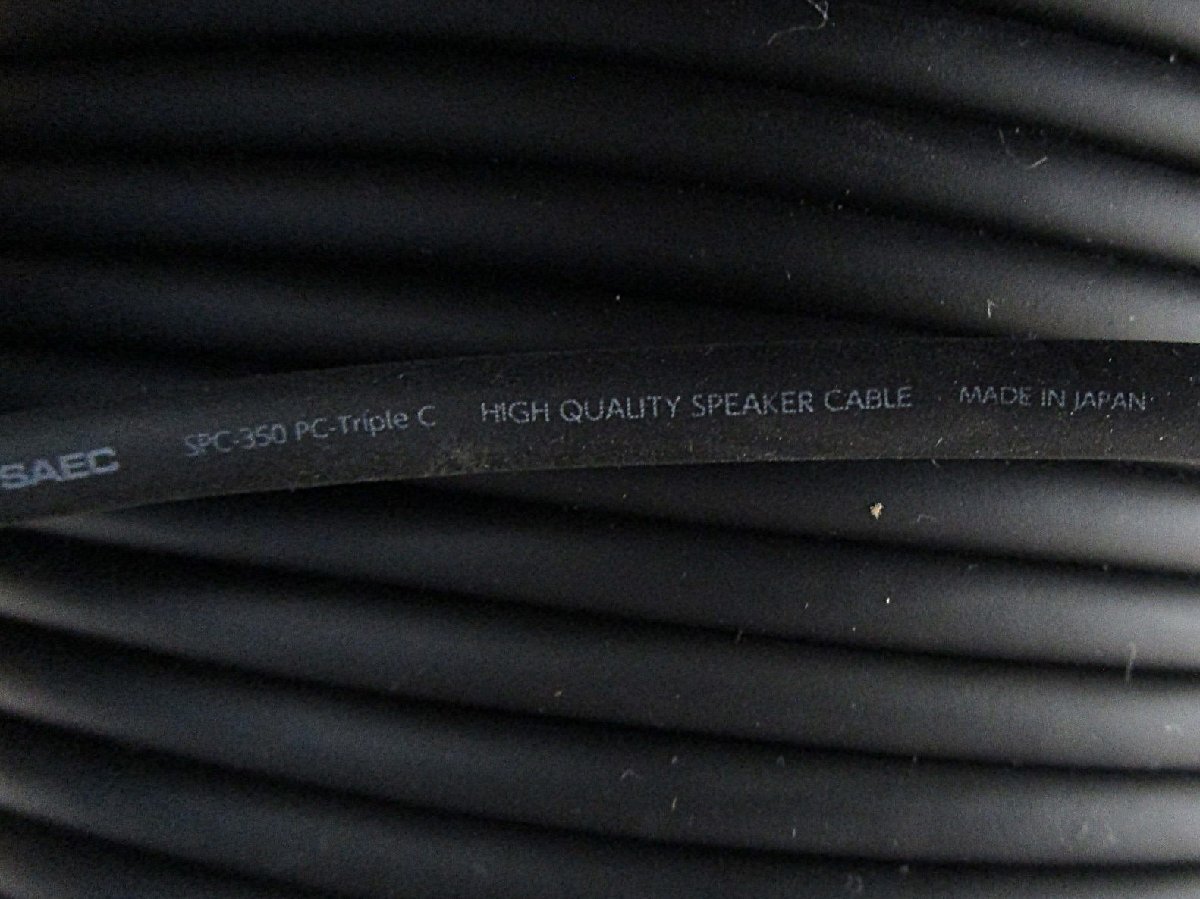 SAEC SPC-350 PC-Triple C HIGH QUALITY SPEAKER CABLE MADE IN JAPAN